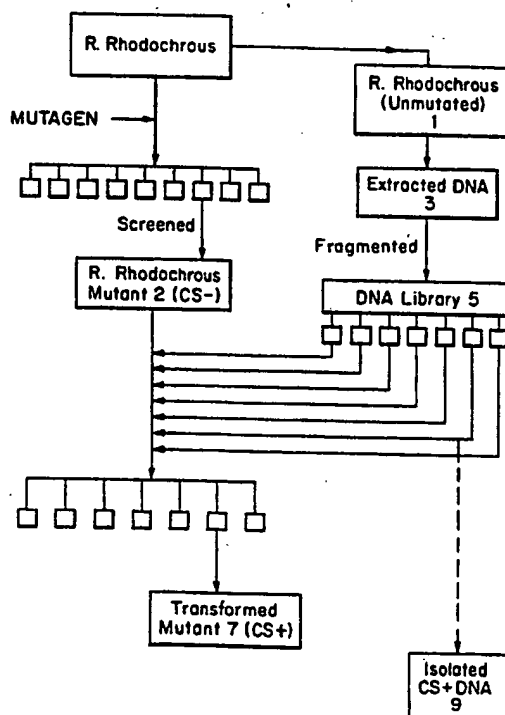 R. Rhodochrous
R. Rhodochrous
(Unmutated)
1
MUTAGEN
Extracted DNA
3
Screened
Fragmented
R. Rhodochrous
Mutant 2 (CS-)
DNA Library 5
Transformed
Mutant 7 (CS+)
Isolated
CS+DNA
9